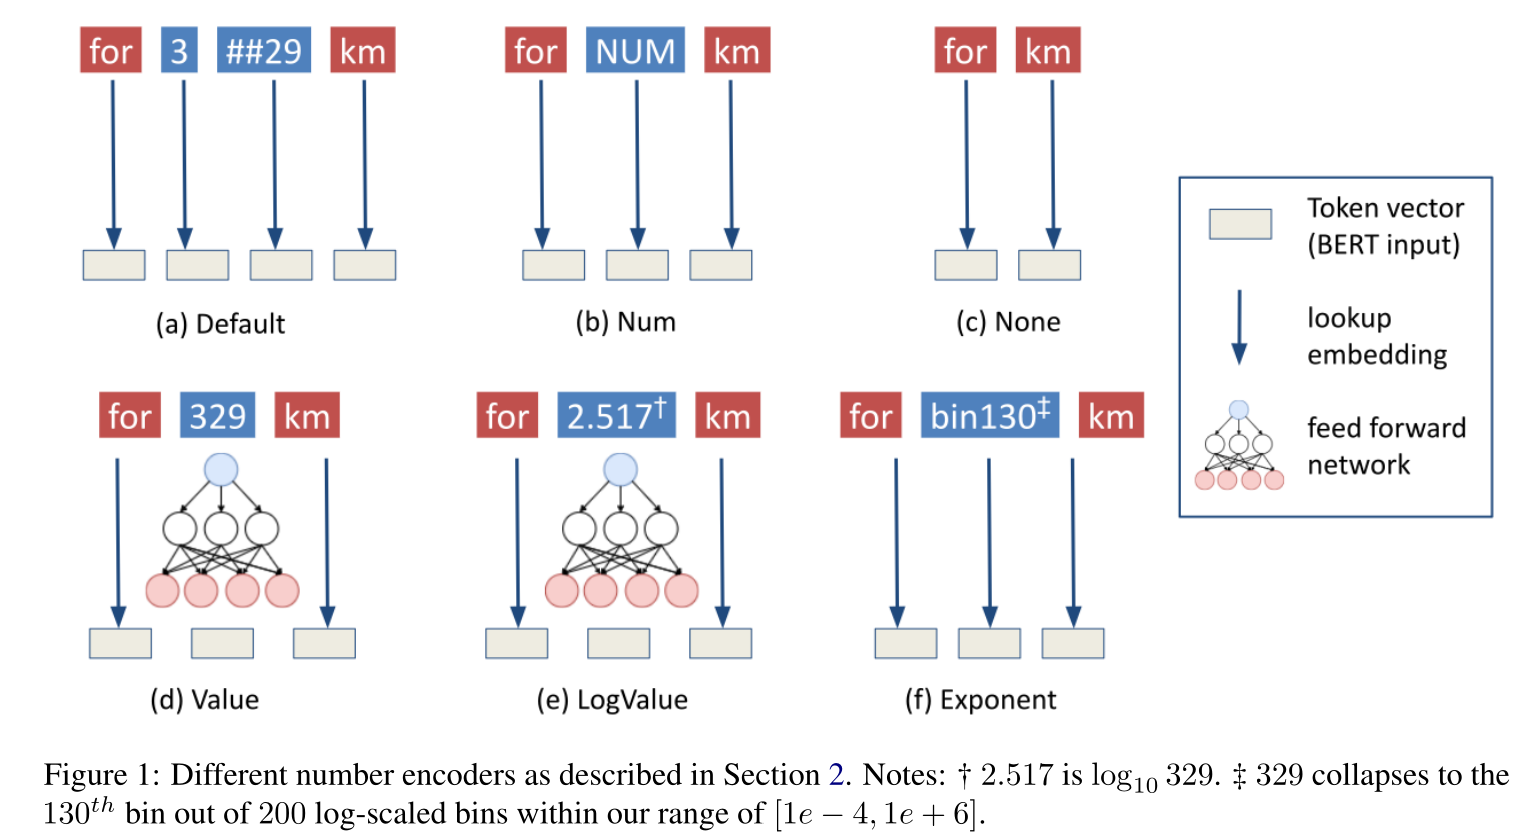 for 3 ##29 km
for NUM km
for km
(a) Default
(b) Num
(c) None
for 329 km
for 2.517† km
for bin130‡ km
(d) Value
(e) LogValue
(f) Exponent
Token vector
(BERT input)
lookup
embedding
feed forward
network
Figure 1: Different number encoders as described in Section 2. Notes: † 2.517 is log₁₀ 329. ‡ 329 collapses to the
130ᵗʰ bin out of 200 log-scaled bins within our range of [1e − 4, 1e + 6].